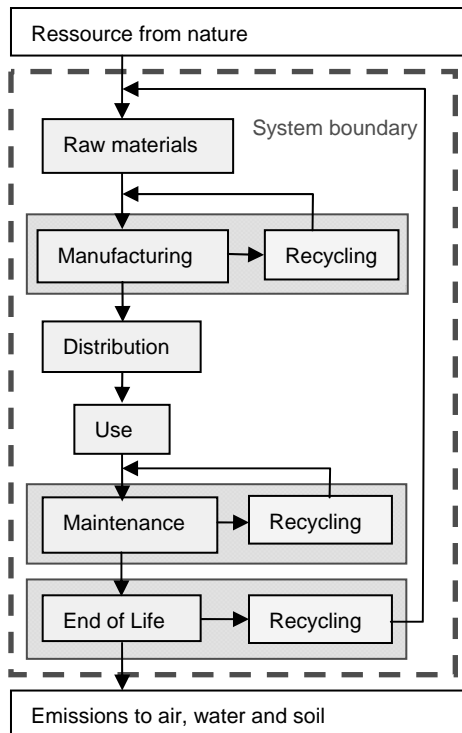 Ressource from nature
System boundary
Raw materials
Manufacturing
Recycling
Distribution
Use
Maintenance
Recycling
End of Life
Recycling
Emissions to air, water and soil